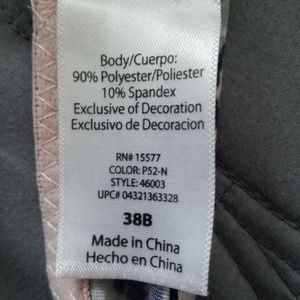 Body/Cuerpo:
90% Polyester/Poliester
10% Spandex
Exclusive of Decoration
Exclusivo de Decoracion
RN# 15577
COLOR: P52-N
STYLE: 46003
UPC# 04321363328
38B
Made in China
Hecho en China